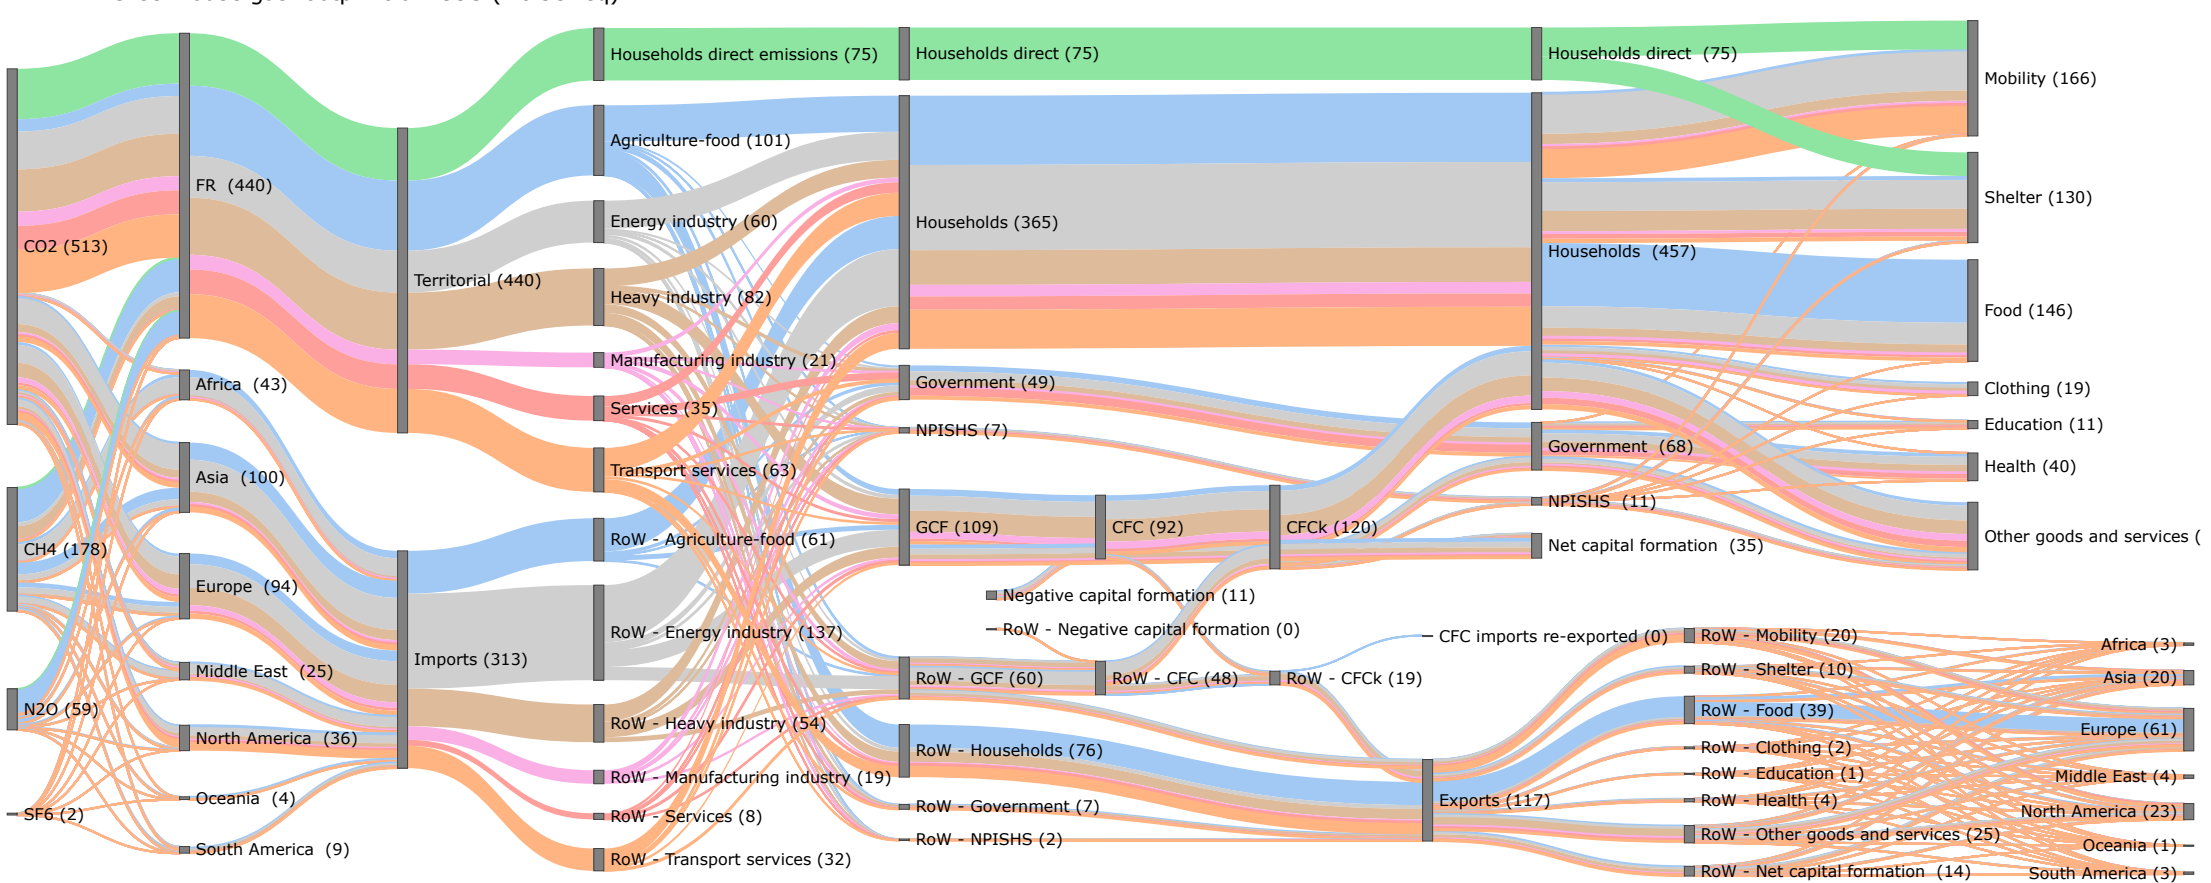 CO2 (513)
CH4 (178)
N2O (59)
SF6 (2)
FR (440)
Africa (43)
Asia (100)
Europe (94)
Middle East (25)
North America (36)
Oceania (4)
South America (9)
Territorial (440)
Imports (313)
Households direct emissions (75)
Agriculture-food (101)
Energy industry (60)
Heavy industry (82)
Manufacturing industry (21)
Services (35)
Transport services (63)
RoW - Agriculture-food (61)
RoW - Energy industry (137)
RoW - Heavy industry (54)
RoW - Manufacturing industry (19)
RoW - Services (8)
RoW - Transport services (32)
Households direct (75)
Households (365)
Government (49)
NPISHS (7)
GCF (109)
Negative capital formation (11)
RoW - Negative capital formation (0)
RoW - GCF (60)
RoW - Households (76)
RoW - Government (7)
RoW - NPISHS (2)
CFC (92)
RoW - CFC (48)
CFCk (120)
RoW - CFCk (19)
CFC imports re-exported (0)
Exports (117)
Households direct (75)
Households (457)
Government (68)
NPISHS (11)
Net capital formation (35)
RoW - Mobility (20)
RoW - Shelter (10)
RoW - Food (39)
RoW - Clothing (2)
RoW - Education (1)
RoW - Health (4)
RoW - Other goods and services (25)
RoW - Net capital formation (14)
Mobility (166)
Shelter (130)
Food (146)
Clothing (19)
Education (11)
Health (40)
Other goods and services (
Africa (3)
Asia (20)
Europe (61)
Middle East (4)
North America (23)
Oceania (1)
South America (3)